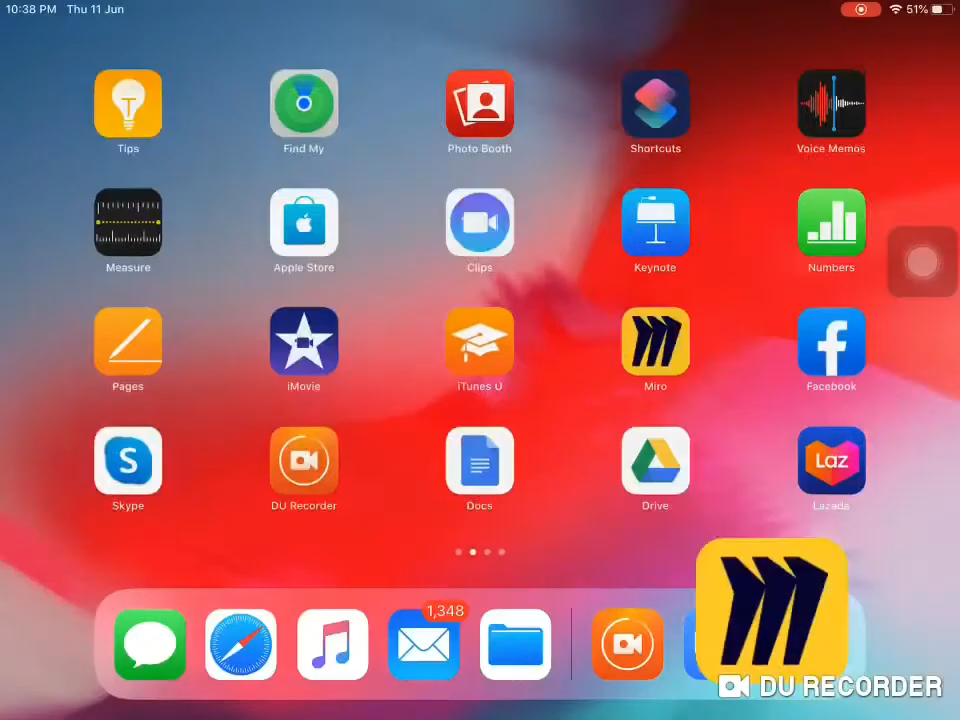 10:38 PM Thu 11 Jun 51%
Tips Find My Photo Booth Shortcuts Voice Memos
Measure Apple Store Clips Keynote Numbers
Pages iMovie iTunes U Miro Facebook
S Laz
Skype DU Recorder Docs Drive Lazada
1,348
DU RECORDER